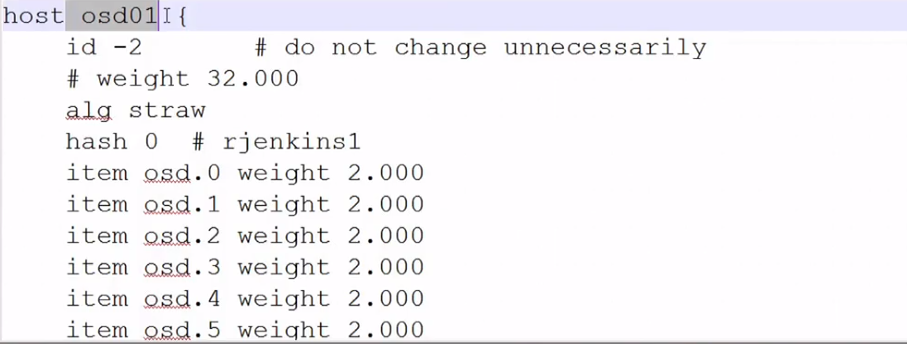 host osd01 {
id -2 # do not change unnecessarily
# weight 32.000
alg straw
hash 0 # rjenkins1
item osd.0 weight 2.000
item osd.1 weight 2.000
item osd.2 weight 2.000
item osd.3 weight 2.000
item osd.4 weight 2.000
item osd.5 weight 2.000